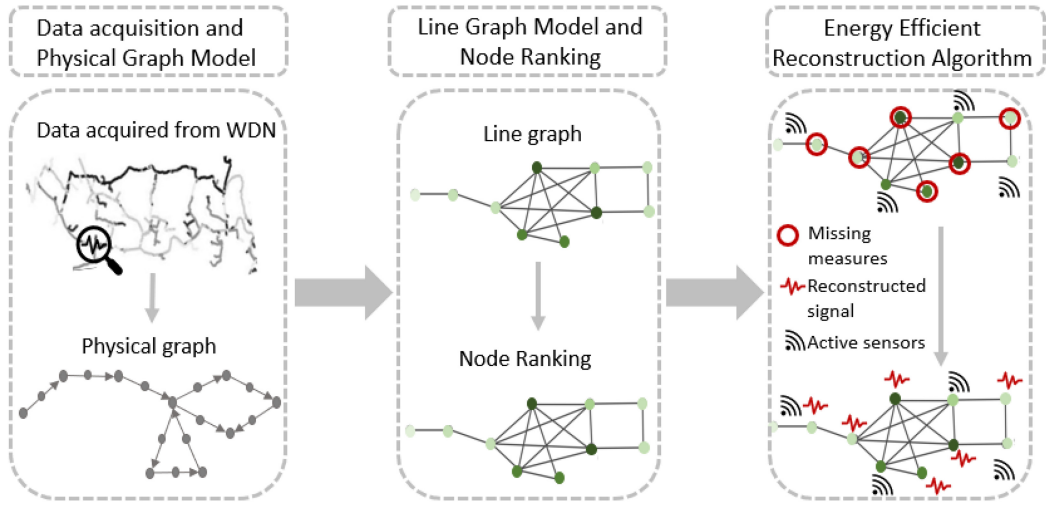 Data acquisition and
Physical Graph Model
Line Graph Model and
Node Ranking
Energy Efficient
Reconstruction Algorithm
Data acquired from WDN
Physical graph
Line graph
Node Ranking
Missing
measures
Reconstructed
signal
Active sensors